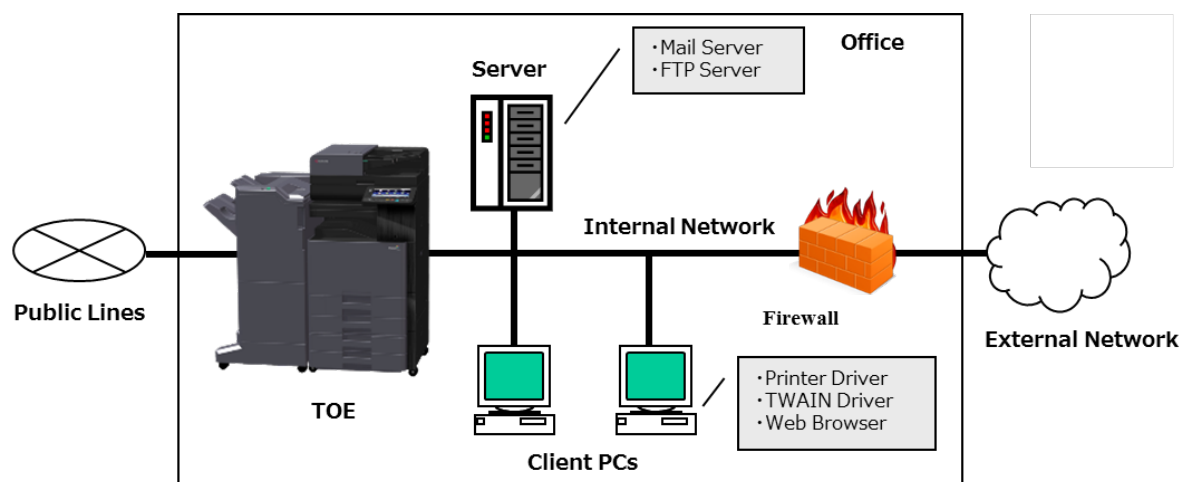 Office
・Mail Server
・FTP Server
Server
Internal Network
Public Lines
Firewall
External Network
TOE
・Printer Driver
・TWAIN Driver
・Web Browser
Client PCs